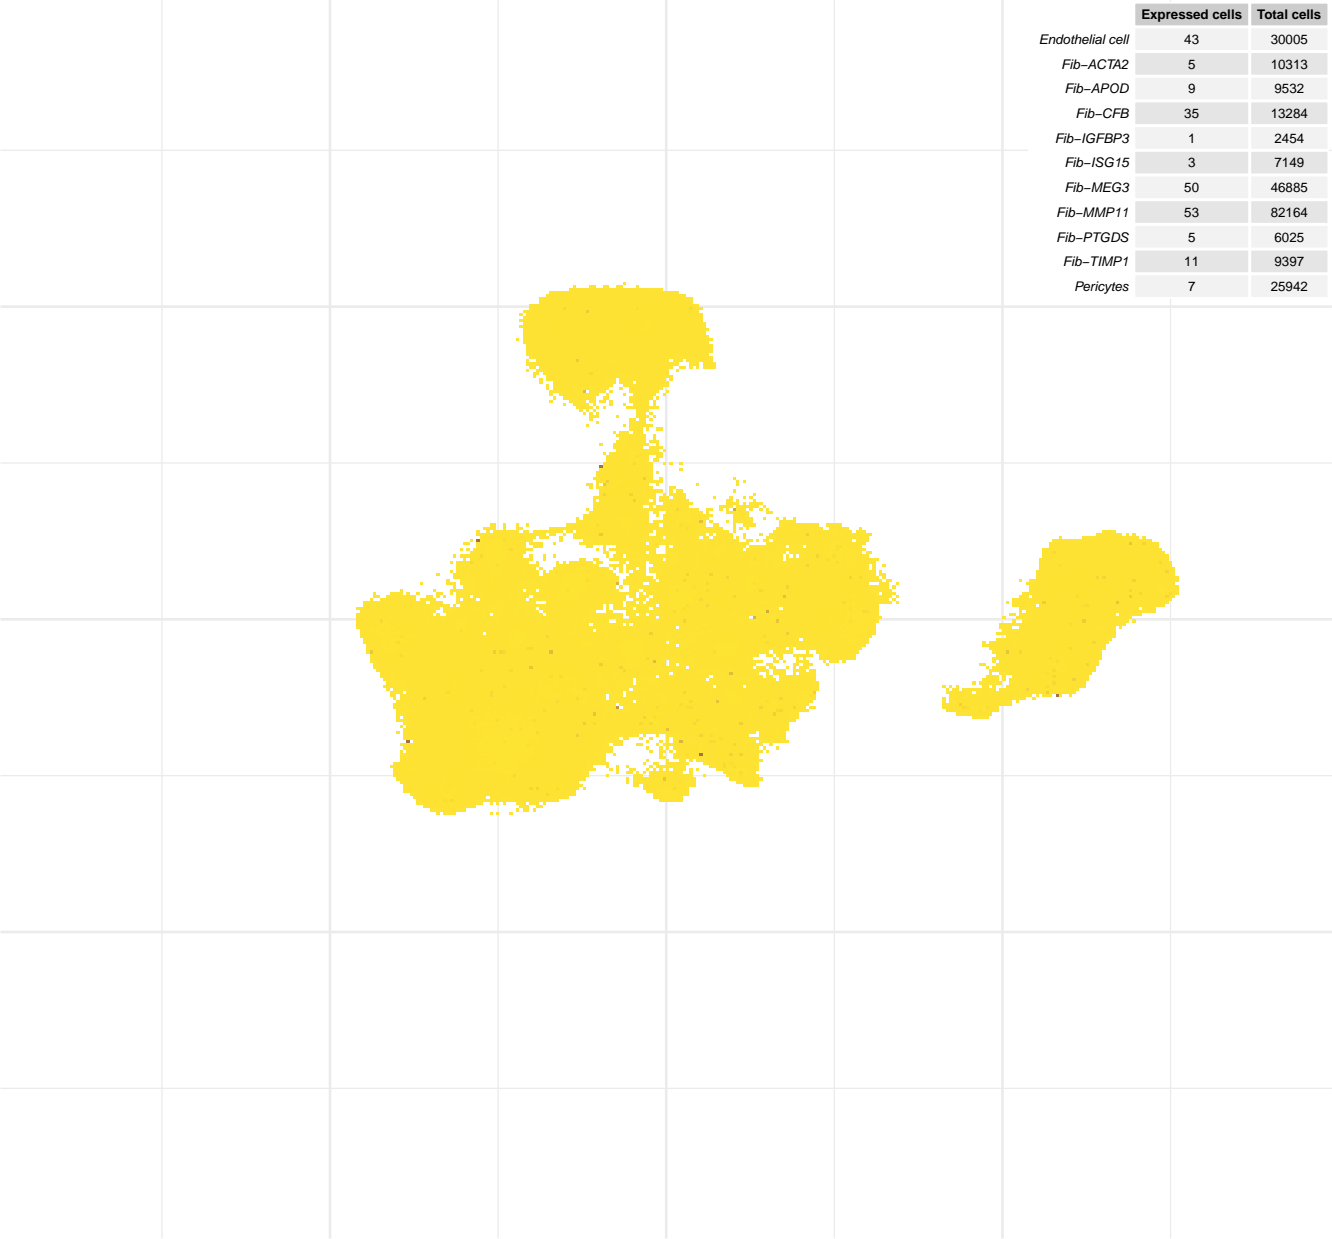 Expressed cells Total cells
Endothelial cell 43 30005
Fib−ACTA2 5 10313
Fib−APOD 9 9532
Fib−CFB 35 13284
Fib−IGFBP3 1 2454
Fib−ISG15 3 7149
Fib−MEG3 50 46885
Fib−MMP11 53 82164
Fib−PTGDS 5 6025
Fib−TIMP1 11 9397
Pericytes 7 25942